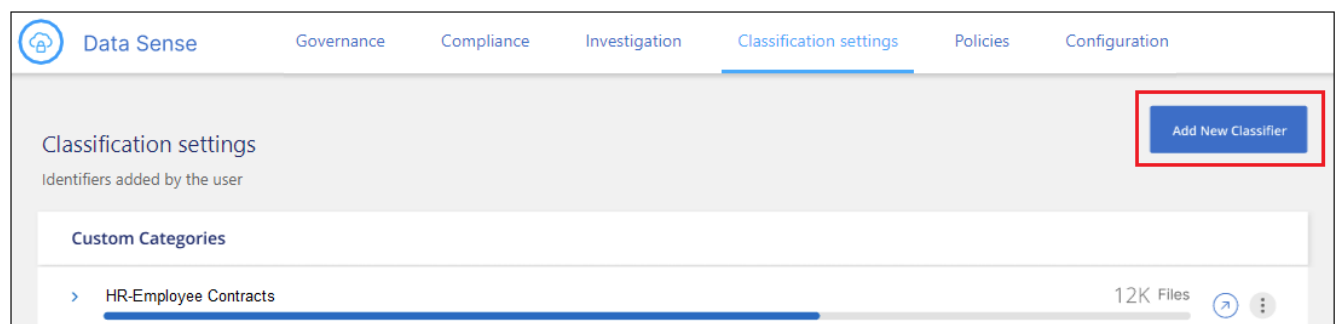 Data Sense Governance Compliance Investigation Classification settings Policies Configuration
Add New Classifier
Classification settings
Identifiers added by the user
Custom Categories
HR-Employee Contracts 12K Files